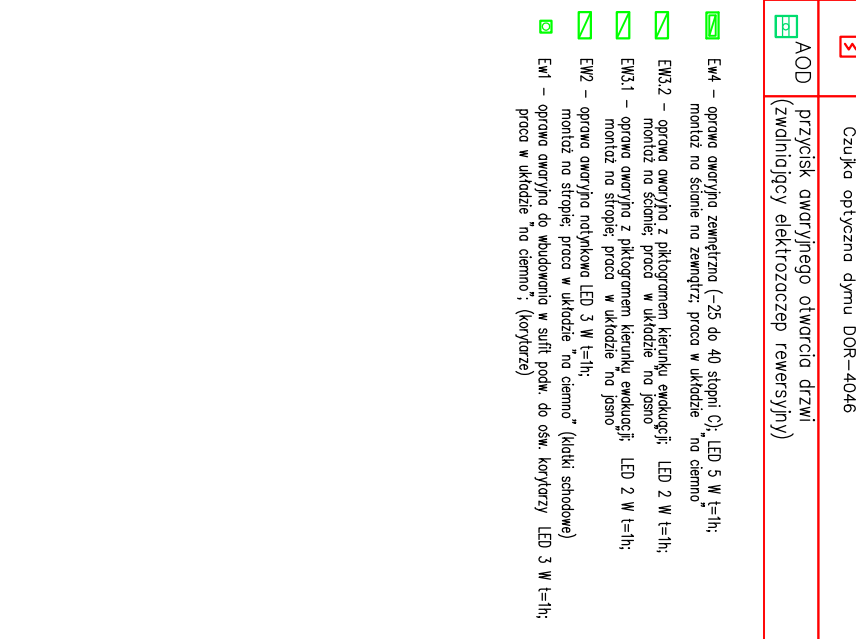 Czujka optyczna dymu DOR-4046
AOD
przycisk awaryjnego otwarcia drzwi
(zwalniający elektrozaczep rewersyjny)
Ew4 - oprawa awaryjna zewnętrzna (-25 do 40 stopni C); LED 5 W t=1h;
montaż na ścianie na zewnątrz; praca w układzie "na ciemno"
EW3.2 - oprawa awaryjna z piktogramem kierunku ewakuacji; LED 2 W t=1h;
montaż na ścianie; praca w układzie "na jasno"
EW3.1 - oprawa awaryjna z piktogramem kierunku ewakuacji; LED 2 W t=1h;
montaż na stropie; praca w układzie "na jasno"
EW2 - oprawa awaryjna natynkowa LED 3 W t=1h;
montaż na stropie; praca w układzie "na ciemno" (klatki schodowe)
Ew1 - oprawa awaryjna do wbudowania w sufit podw. do ośw. korytarzy LED 3 W t=1h;
praca w układzie "na ciemno"; (korytarze)